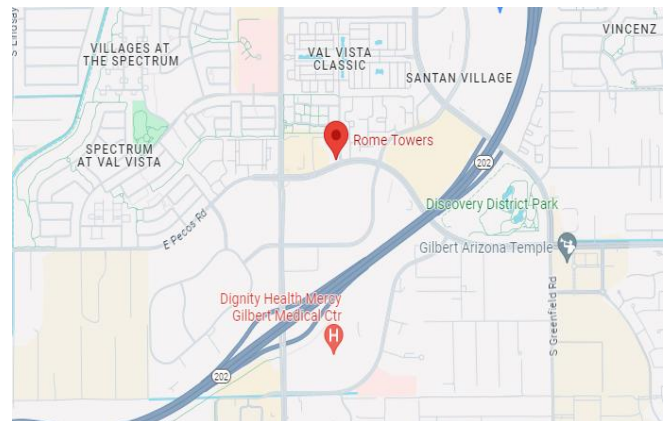 S Lindsay
VILLAGES AT
THE SPECTRUM
VAL VISTA
CLASSIC
VINCENZ
SANTAN VILLAGE
SPECTRUM
AT VAL VISTA
Rome Towers
202
Discovery District Park
E Pecos Rd
Gilbert Arizona Temple
Dignity Health Mercy
Gilbert Medical Ctr
H
S Greenfield Rd
202